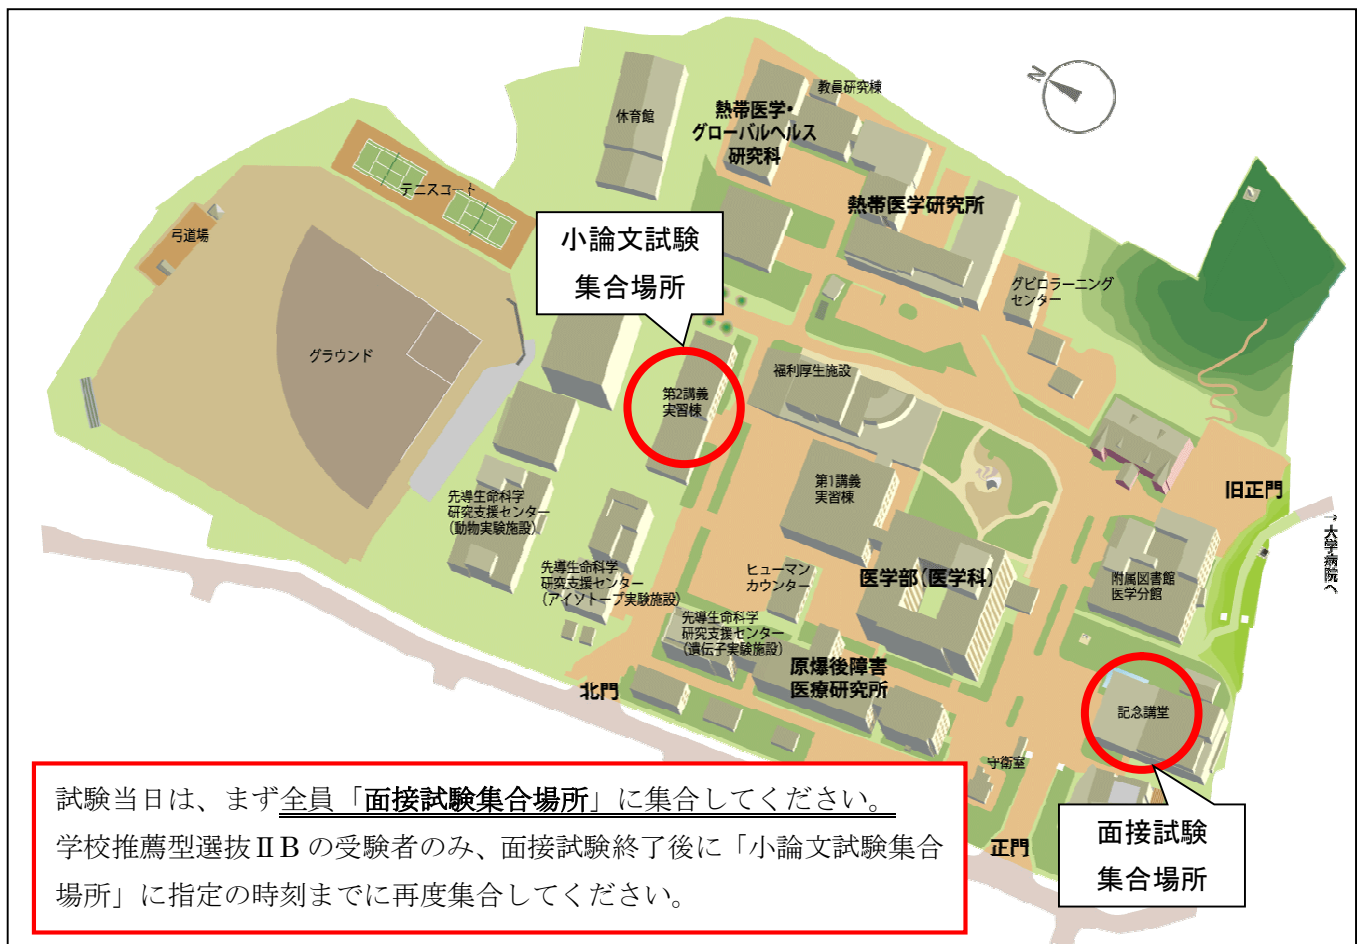 教員研究棟
体育館
熱帯医学・
グローバルヘルス
研究科
N
テニスコート
熱帯医学研究所
弓道場
小論文試験
集合場所
グビロラーニング
センター
グラウンド
福利厚生施設
第2講義
実習棟
第1講義
実習棟
旧正門
大学病院へ
先導生命科学
研究支援センター
(動物実験施設)
先導生命科学
研究支援センター
(アイソトープ実験施設)
ヒューマン
カウンター
医学部(医学科)
附属図書館
医学分館
先導生命科学
研究支援センター
(遺伝子実験施設)
原爆後障害
医療研究所
北門
記念講堂
守衛室
正門
面接試験
集合場所
試験当日は、まず全員「面接試験集合場所」に集合してください。
学校推薦型選抜ⅡBの受験者のみ、面接試験終了後に「小論文試験集合
場所」に指定の時刻までに再度集合してください。